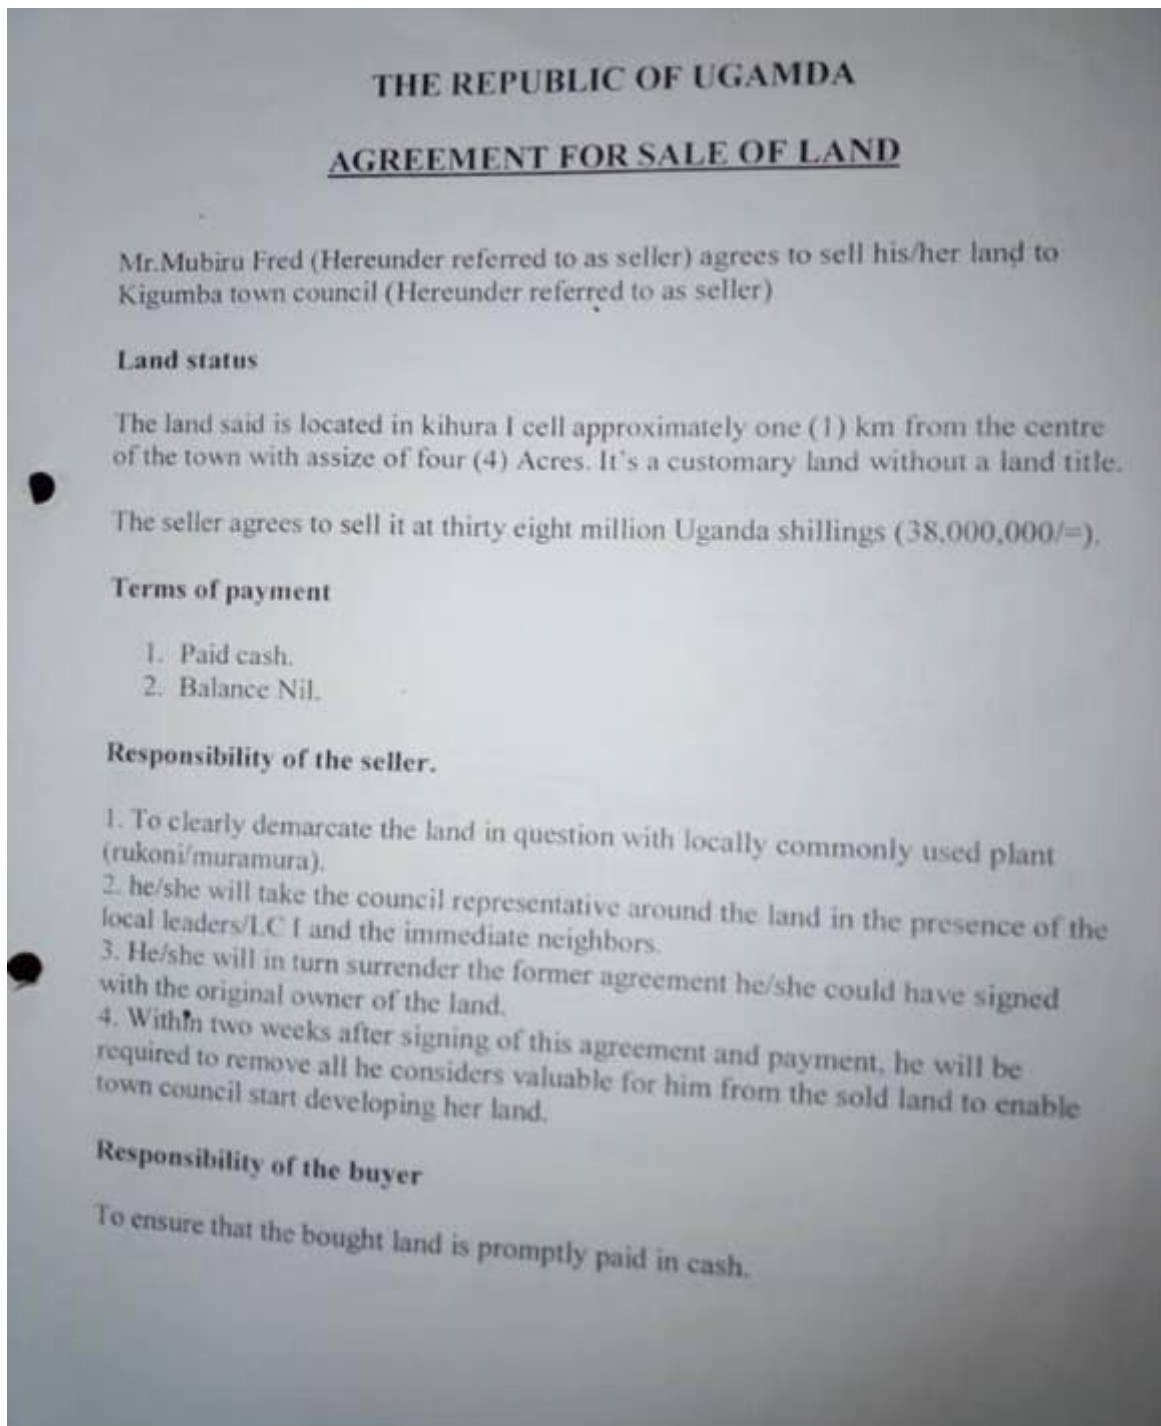 THE REPUBLIC OF UGAMDA
AGREEMENT FOR SALE OF LAND
Mr.Mubiru Fred (Hereunder referred to as seller) agrees to sell his/her land to
Kigumba town council (Hereunder referred to as seller)
Land status
The land said is located in kihura I cell approximately one (1) km from the centre
of the town with assize of four (4) Acres. It's a customary land without a land title.
The seller agrees to sell it at thirty eight million Uganda shillings (38,000,000/=).
Terms of payment
1. Paid cash.
2. Balance Nil.
Responsibility of the seller.
1. To clearly demarcate the land in question with locally commonly used plant
(rukoni/muramura).
2. he/she will take the council representative around the land in the presence of the
local leaders/LC I and the immediate neighbors.
3. He/she will in turn surrender the former agreement he/she could have signed
with the original owner of the land.
4. Within two weeks after signing of this agreement and payment, he will be
required to remove all he considers valuable for him from the sold land to enable
town council start developing her land.
Responsibility of the buyer
To ensure that the bought land is promptly paid in cash.